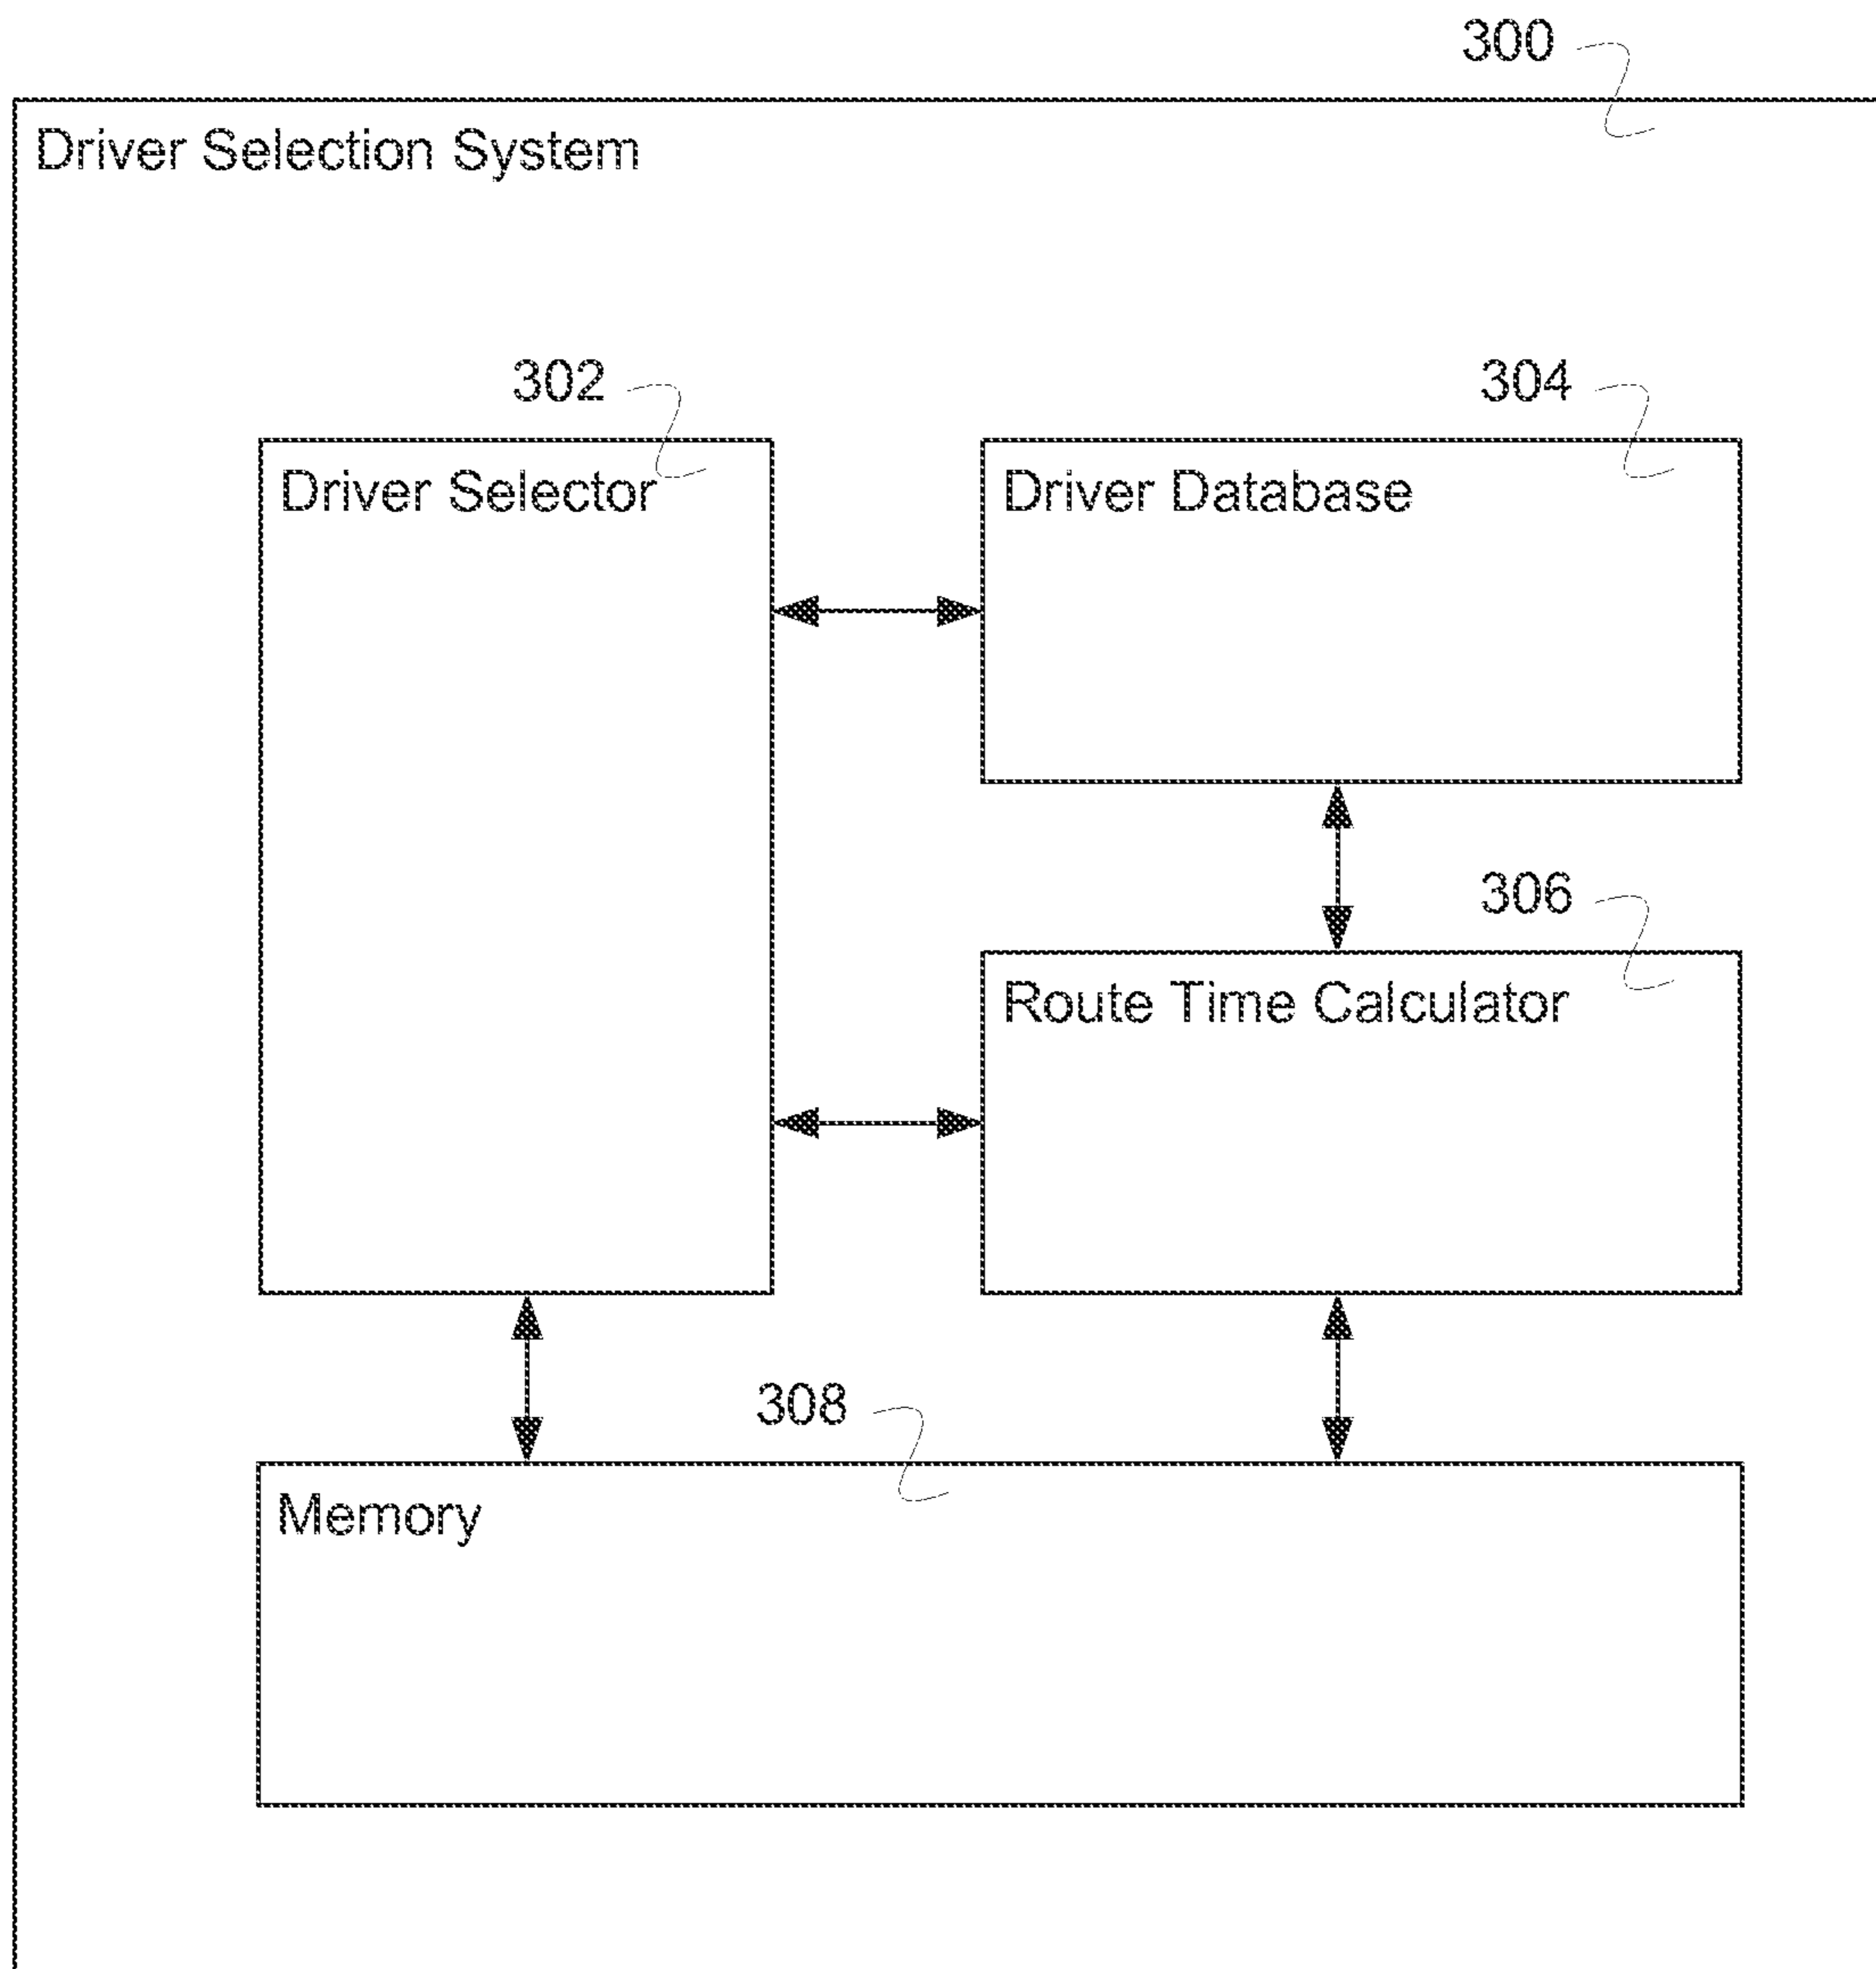 300
Driver Selection System
302
304
Driver Selector
Driver Database
306
Route Time Calculator
308
Memory